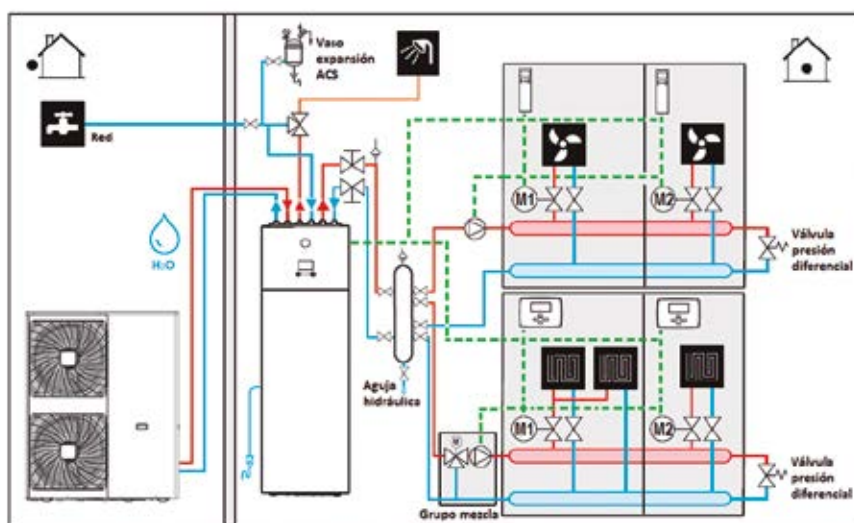 Vaso
expansión
ACS
Red
H₂O
M1
M2
Válvula
presión
diferencial
Aguja
hidráulica
M1
M2
Válvula
presión
diferencial
M
Grupo mezcla